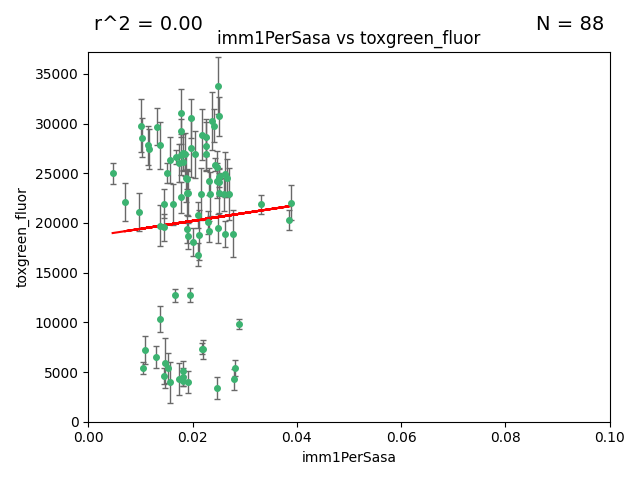 r^2 = 0.00
N = 88
imm1PerSasa vs toxgreen_fluor
35000
30000
25000
20000
15000
10000
5000
0
toxgreen_fluor
0.00 0.02 0.04 0.06 0.08 0.10
imm1PerSasa